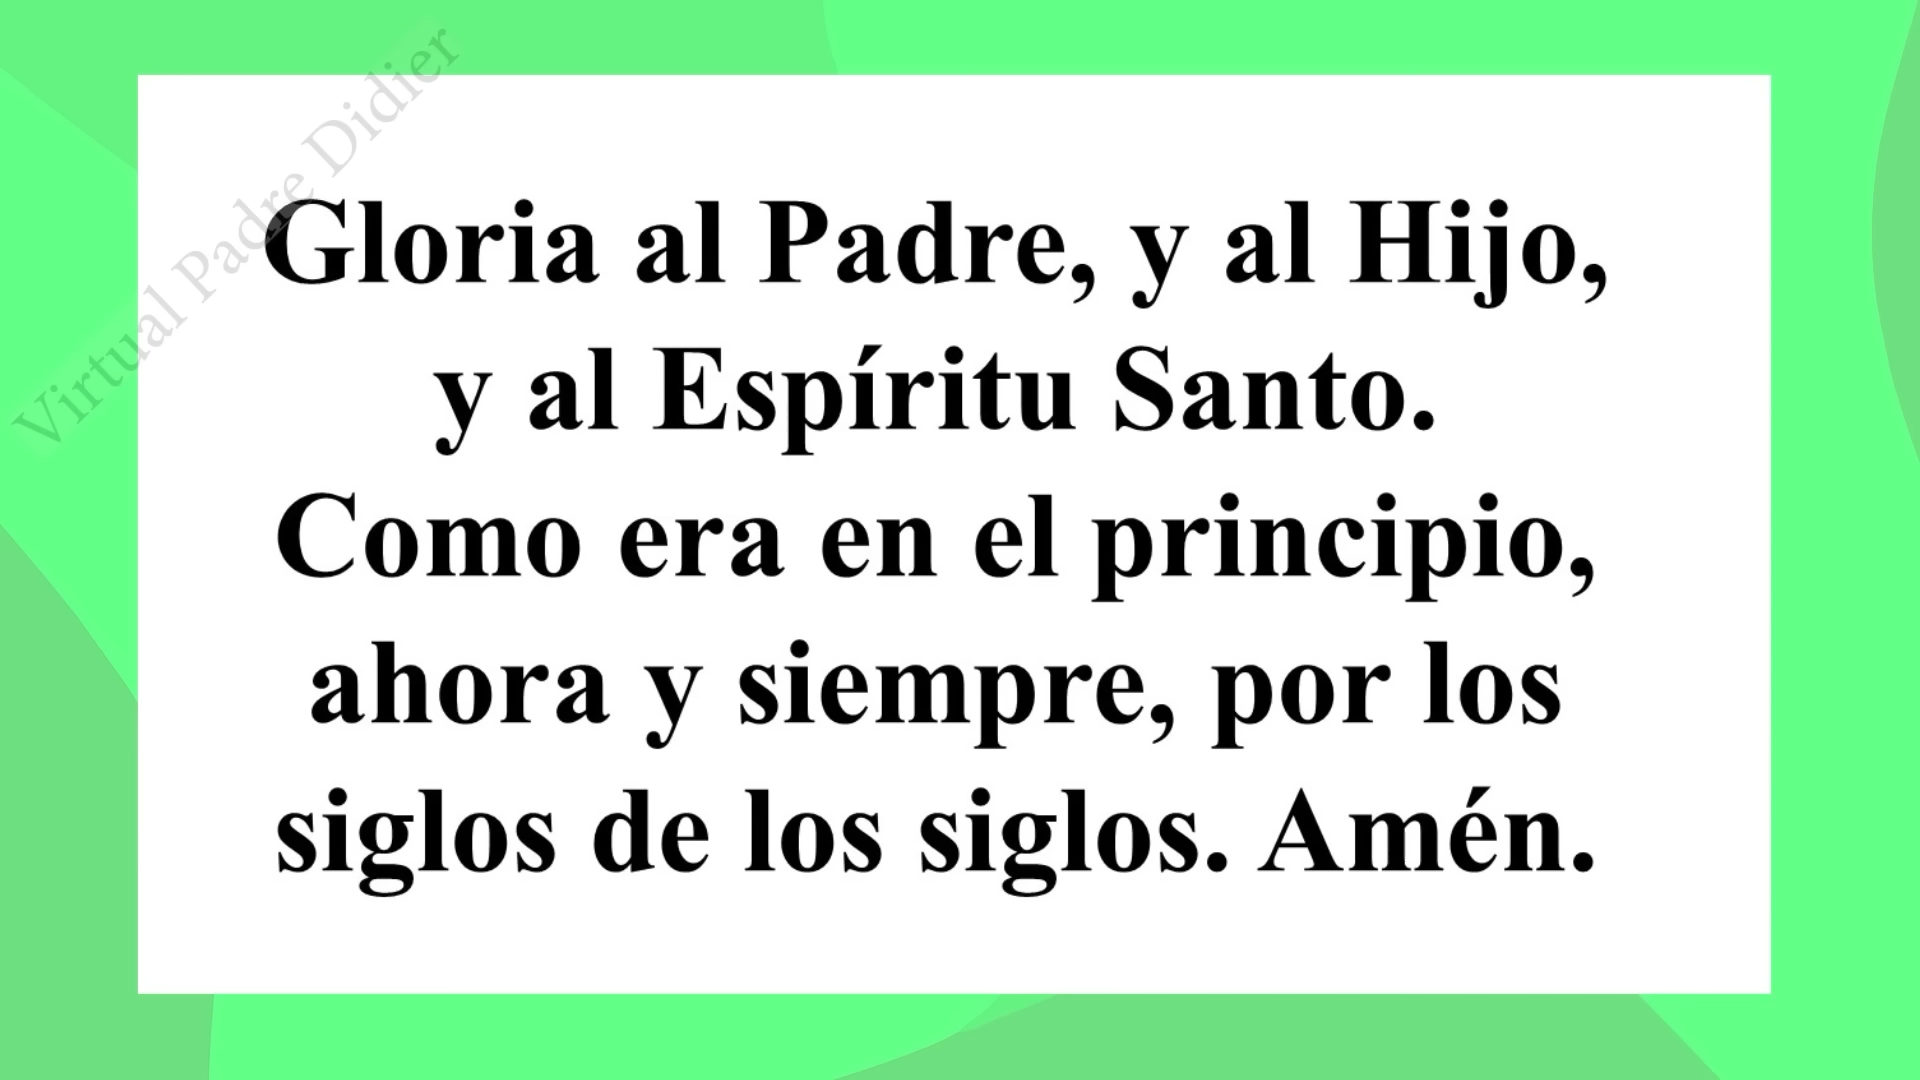 Virtual Padre Didier
Gloria al Padre, y al Hijo,
y al Espíritu Santo.
Como era en el principio,
ahora y siempre, por los
siglos de los siglos. Amén.